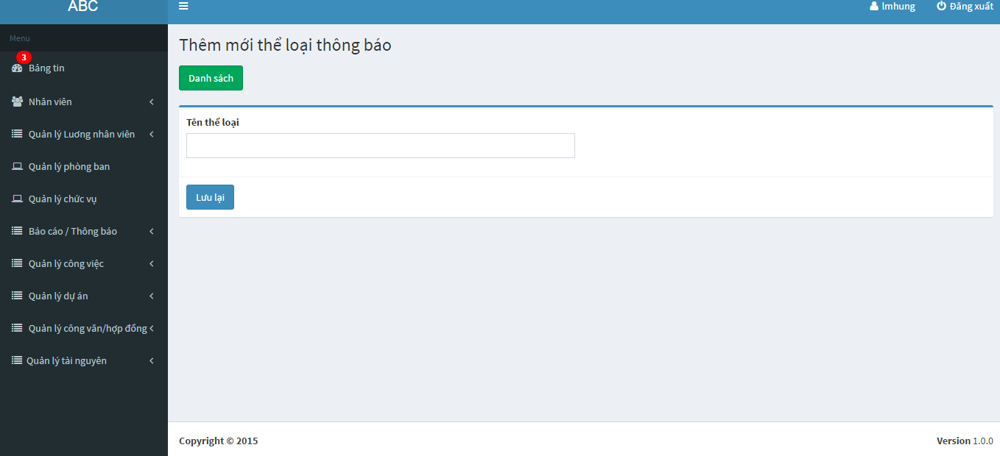 ABC
lmhung
Đăng xuất
Menu
3
Bảng tin
Nhân viên
Quản lý Lương nhân viên
Quản lý phòng ban
Quản lý chức vụ
Báo cáo / Thông báo
Quản lý công việc
Quản lý dự án
Quản lý công văn/hợp đồng
Quản lý tài nguyên
Thêm mới thể loại thông báo
Danh sách
Tên thể loại
Lưu lại
Copyright © 2015
Version 1.0.0